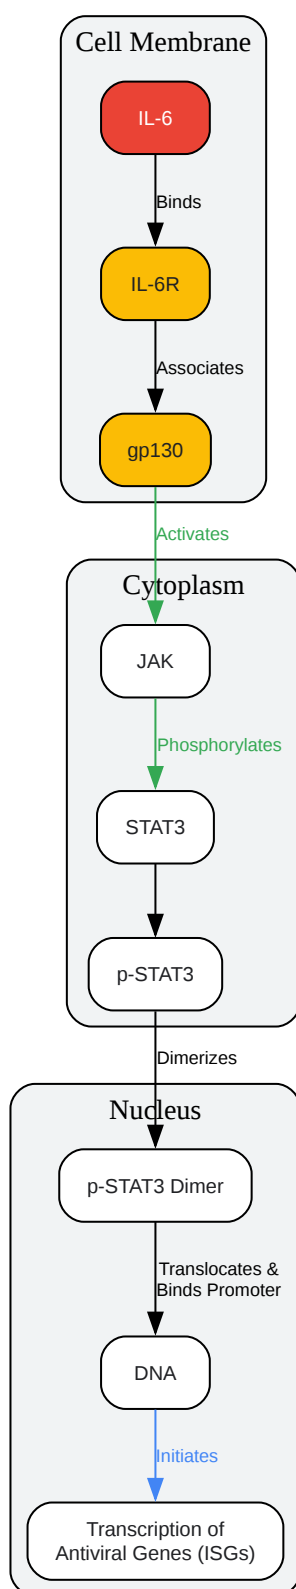 Cell Membrane
IL-6
Binds
IL-6R
Associates
gp130
Activates
Cytoplasm
JAK
Phosphorylates
STAT3
p-STAT3
Dimerizes
Nucleus
p-STAT3 Dimer
Translocates &
Binds Promoter
DNA
Initiates
Transcription of
Antiviral Genes (ISGs)